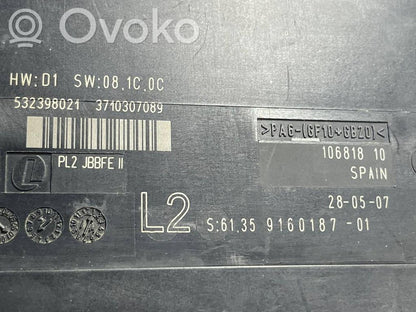 Ovoko
HW:D1 SW:08.1C.0C
532398021 3710307089
>PA6-(GF10+GB20)<
106818 10
SPAIN
L PL2 JBBFE II
28-05-07
L2 S:61.35 9160187-01